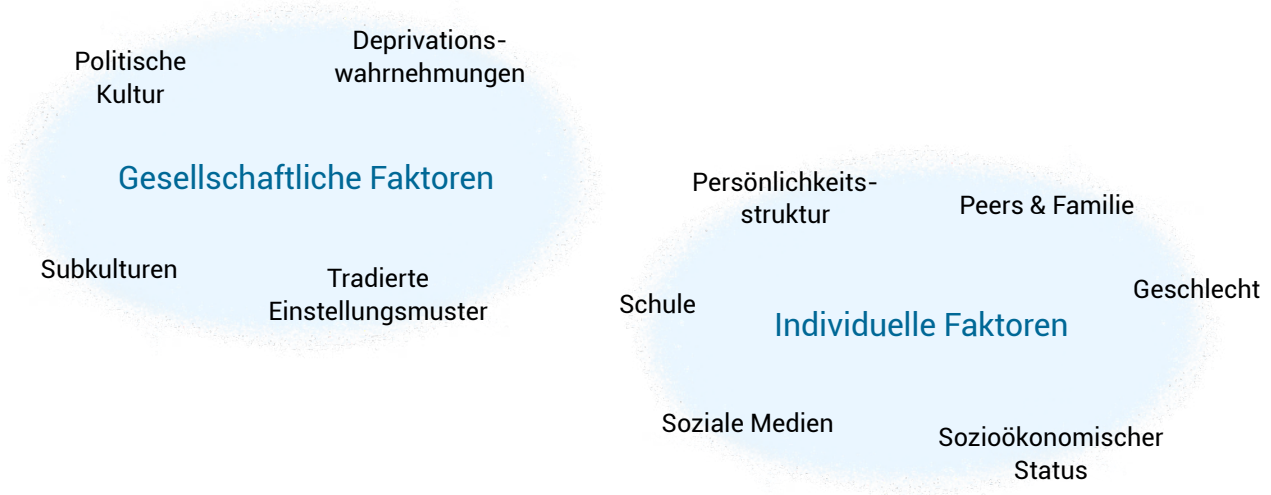 Politische
Kultur
Deprivations-
wahrnehmungen
Gesellschaftliche Faktoren
Subkulturen
Tradierte
Einstellungsmuster
Persönlichkeits-
struktur
Peers & Familie
Schule
Geschlecht
Individuelle Faktoren
Soziale Medien
Sozioökonomischer
Status